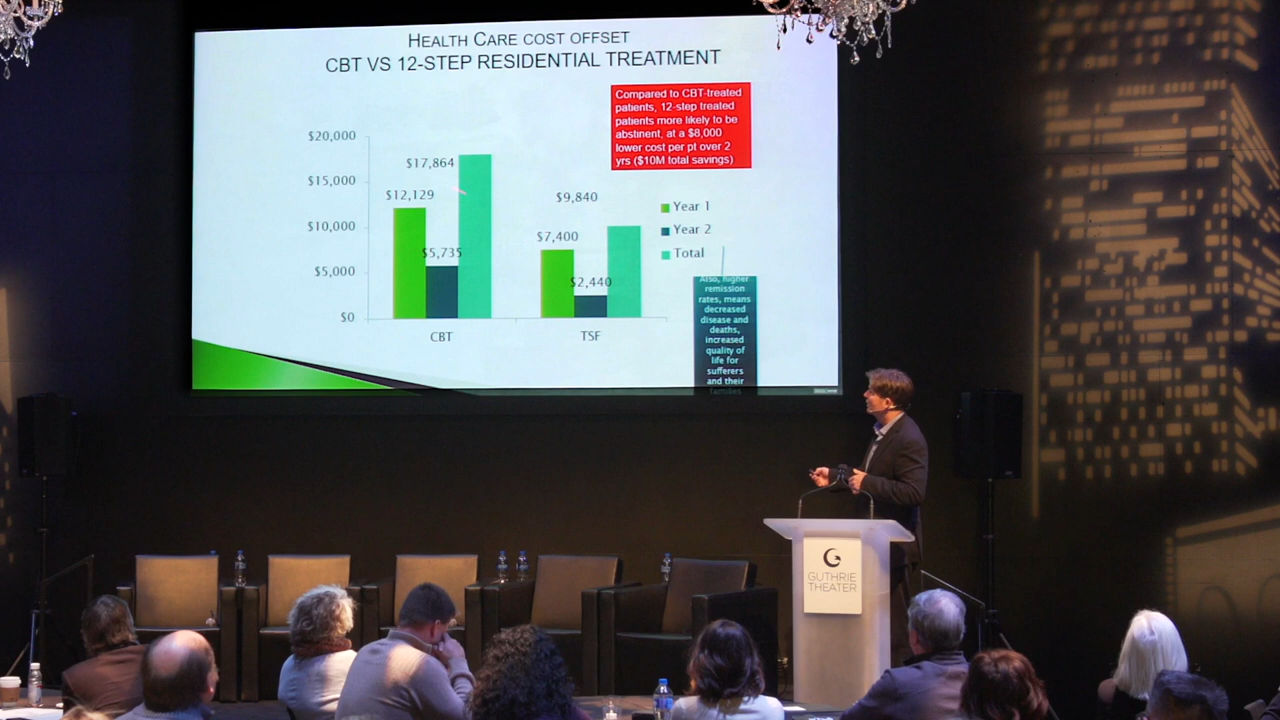 HEALTH CARE COST OFFSET
CBT VS 12-STEP RESIDENTIAL TREATMENT
Compared to CBT-treated
patients, 12-step treated
patients more likely to be
abstinent, at a $8,000
lower cost per pt over 2
yrs ($10M total savings)
$20,000
$15,000
$10,000
$5,000
$0
$17,864
$12,129
$5,735
$9,840
$7,400
$2,440
CBT
TSF
Year 1
Year 2
Total
Also, higher
remission
rates, means
decreased
disease and
deaths,
increased
quality of
life for
sufferers
and their
families
GUTHRIE
THEATER